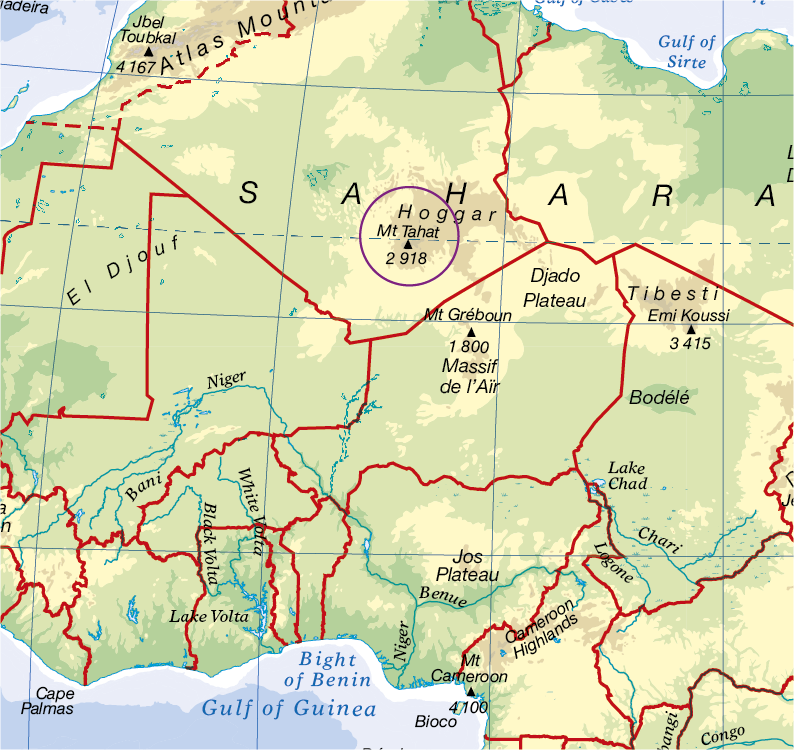 adeira
Jbel
Toubkal
4 167
Atlas Mounta
Gulf of Gabès
Gulf of
Sirte
S A H A R A
L
D
Hoggar
Mt Tahat
2 918
El Djouf
Djado
Plateau
Tibesti
Emi Koussi
3 415
Mt Gréboun
1 800
Massif
de l'Aïr
Niger
Bodélé
Lake
Chad
Bani
White Volta
Black Volta
Chari
Logone
Jos
Plateau
Benue
Lake Volta
Niger
Cameroon
Highlands
Bight
of Benin
Mt
Cameroon
4 100
Cape
Palmas
Gulf of Guinea
Bioco
bangi
Congo